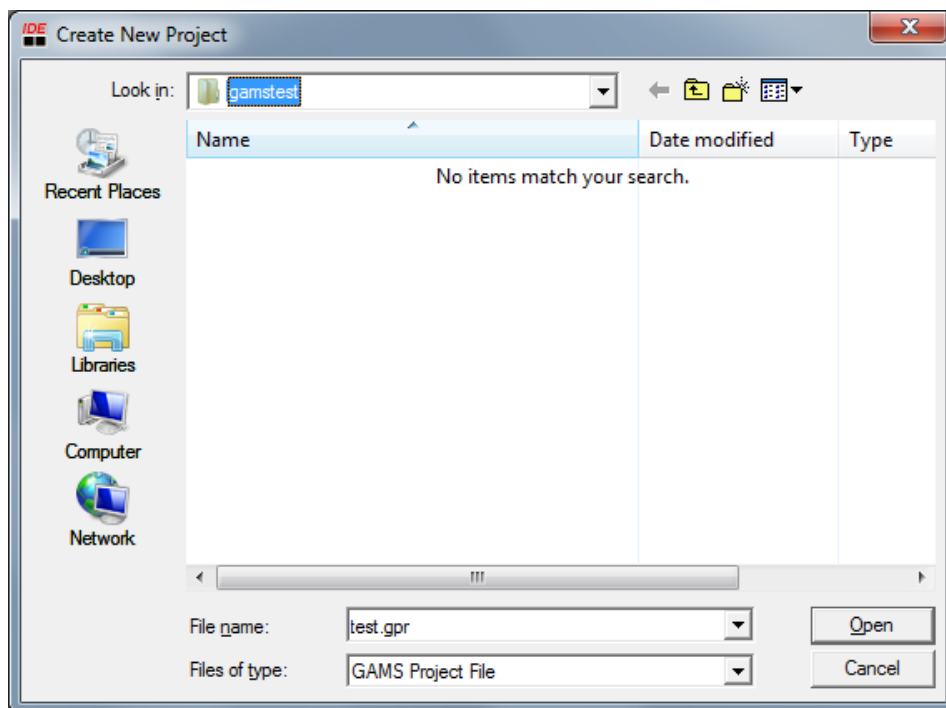 IDE Create New Project
X
Look in: gamstest
Name Date modified Type
No items match your search.
Recent Places
Desktop
Libraries
Computer
Network
File name: test.gpr Open
Files of type: GAMS Project File Cancel